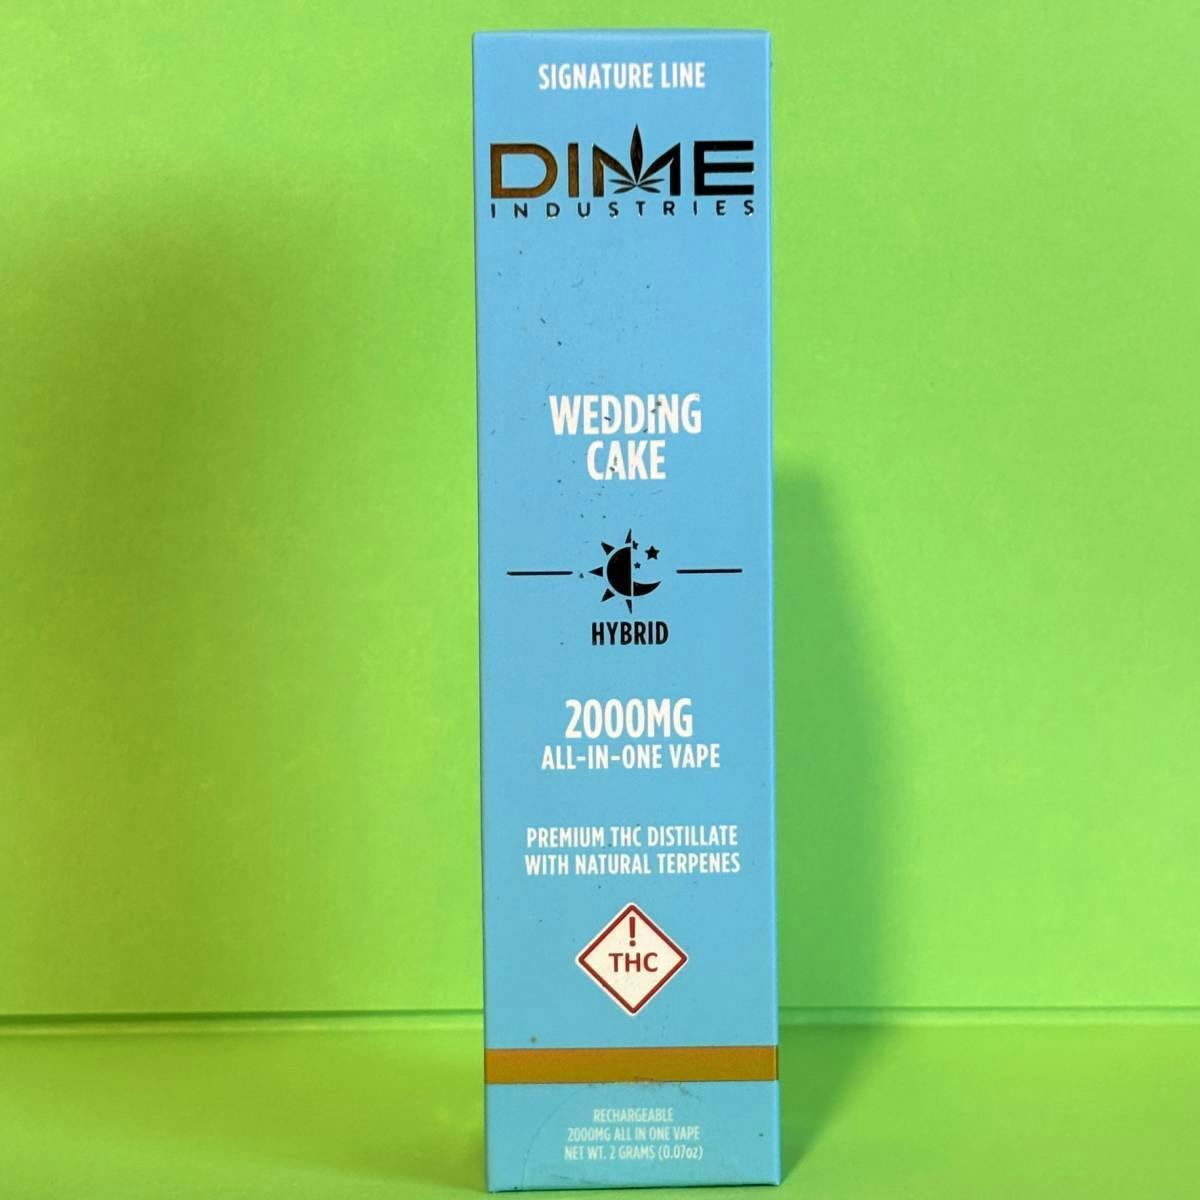 SIGNATURE LINE
DIME
INDUSTRIES
WEDDING
CAKE
HYBRID
2000MG
ALL-IN-ONE VAPE
PREMIUM THC DISTILLATE
WITH NATURAL TERPENES
!
THC
RECHARGEABLE
2000MG ALL IN ONE VAPE
NET WT. 2 GRAMS (0.07oz)